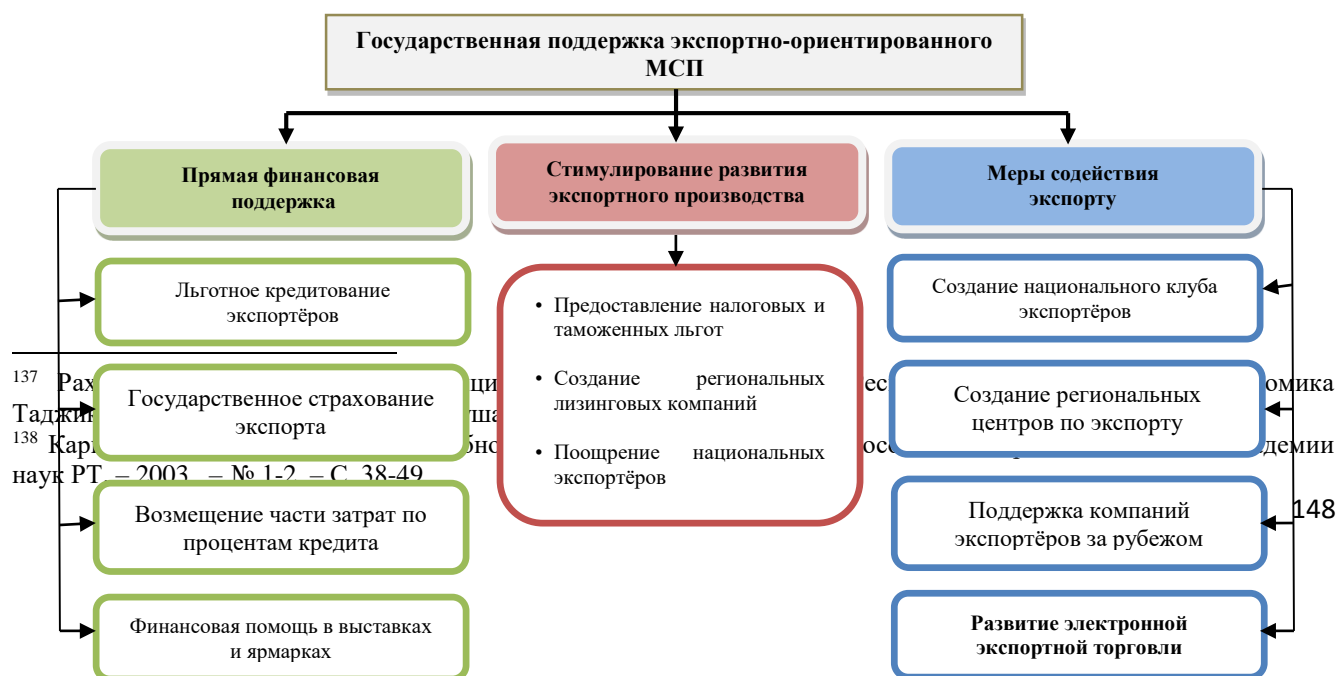 Государственная поддержка экспортно-ориентированного
МСП
Прямая финансовая
поддержка
Стимулирование развития
экспортного производства
Меры содействия
экспорту
Льготное кредитование
экспортёров
Государственное страхование
экспорта
Возмещение части затрат по
процентам кредита
Финансовая помощь в выставках
и ярмарках
• Предоставление налоговых и
таможенных льгот
• Создание региональных
лизинговых компаний
• Поощрение национальных
экспортёров
Создание национального клуба
экспортёров
Создание региональных
центров по экспорту
Поддержка компаний
экспортёров за рубежом
Развитие электронной
экспортной торговли
137
138
наук РТ. – 2003. – № 1-2. – С. 38-49
148